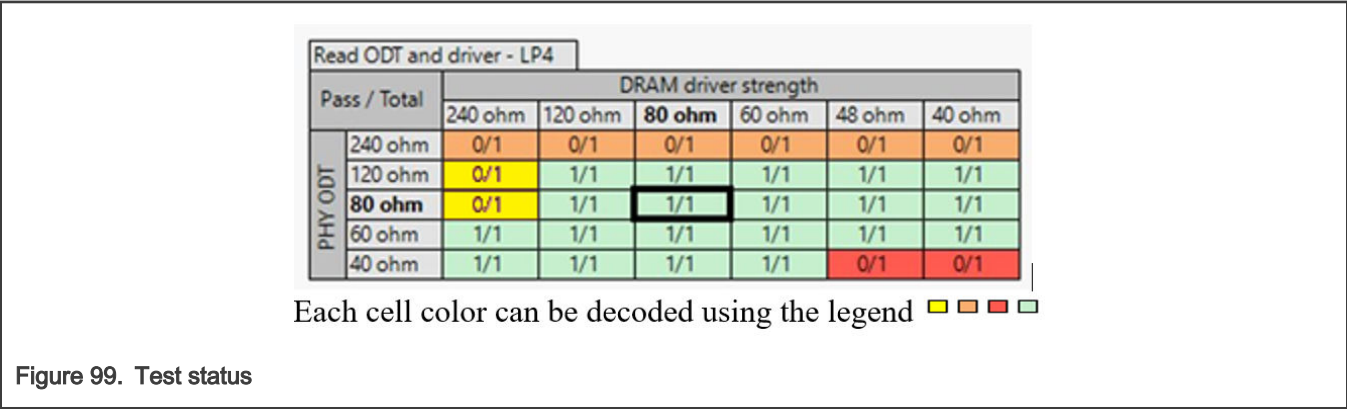 Read ODT and driver - LP4
Pass / Total
DRAM driver strength
240 ohm 120 ohm 80 ohm 60 ohm 48 ohm 40 ohm
PHY ODT
240 ohm 0/1 0/1 0/1 0/1 0/1 0/1
120 ohm 0/1 1/1 1/1 1/1 1/1 1/1
80 ohm 0/1 1/1 1/1 1/1 1/1 1/1
60 ohm 1/1 1/1 1/1 1/1 1/1 1/1
40 ohm 1/1 1/1 1/1 1/1 0/1 0/1
Each cell color can be decoded using the legend
Figure 99. Test status